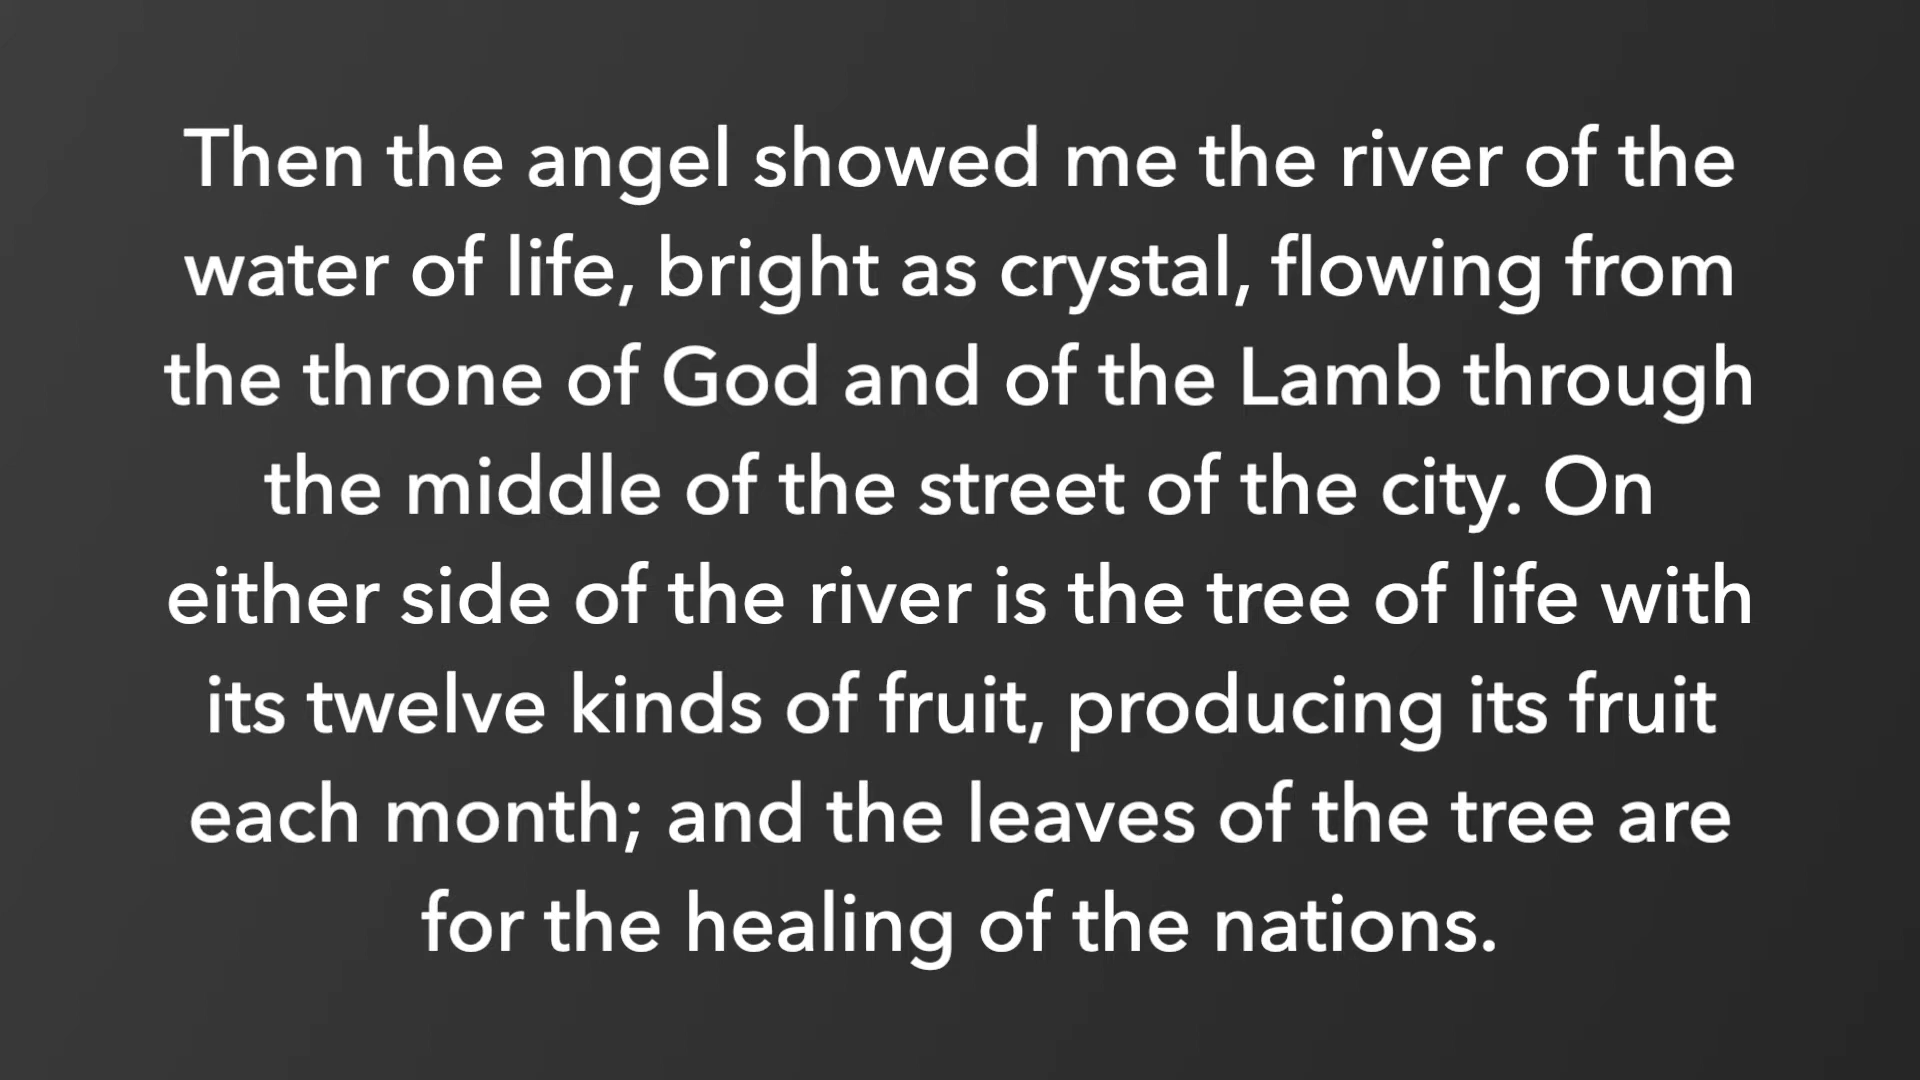 Then the angel showed me the river of the
water of life, bright as crystal, flowing from
the throne of God and of the Lamb through
the middle of the street of the city. On
either side of the river is the tree of life with
its twelve kinds of fruit, producing its fruit
each month; and the leaves of the tree are
for the healing of the nations.